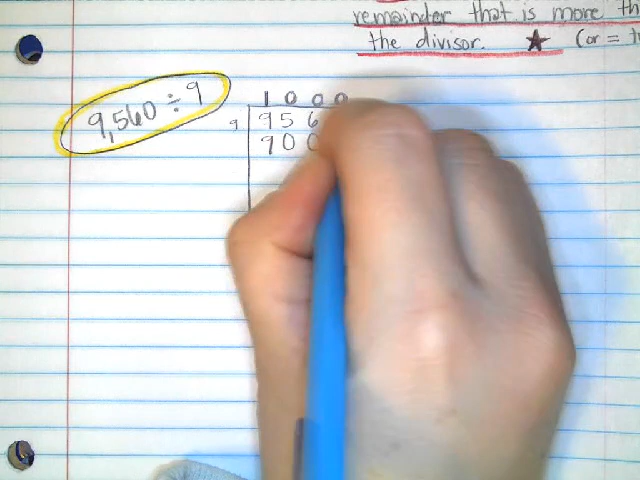 remainder that is more
the divisor. ★ (or =
9,560 ÷ 9
1 0 0 0
9 9 5 6
9 0 0